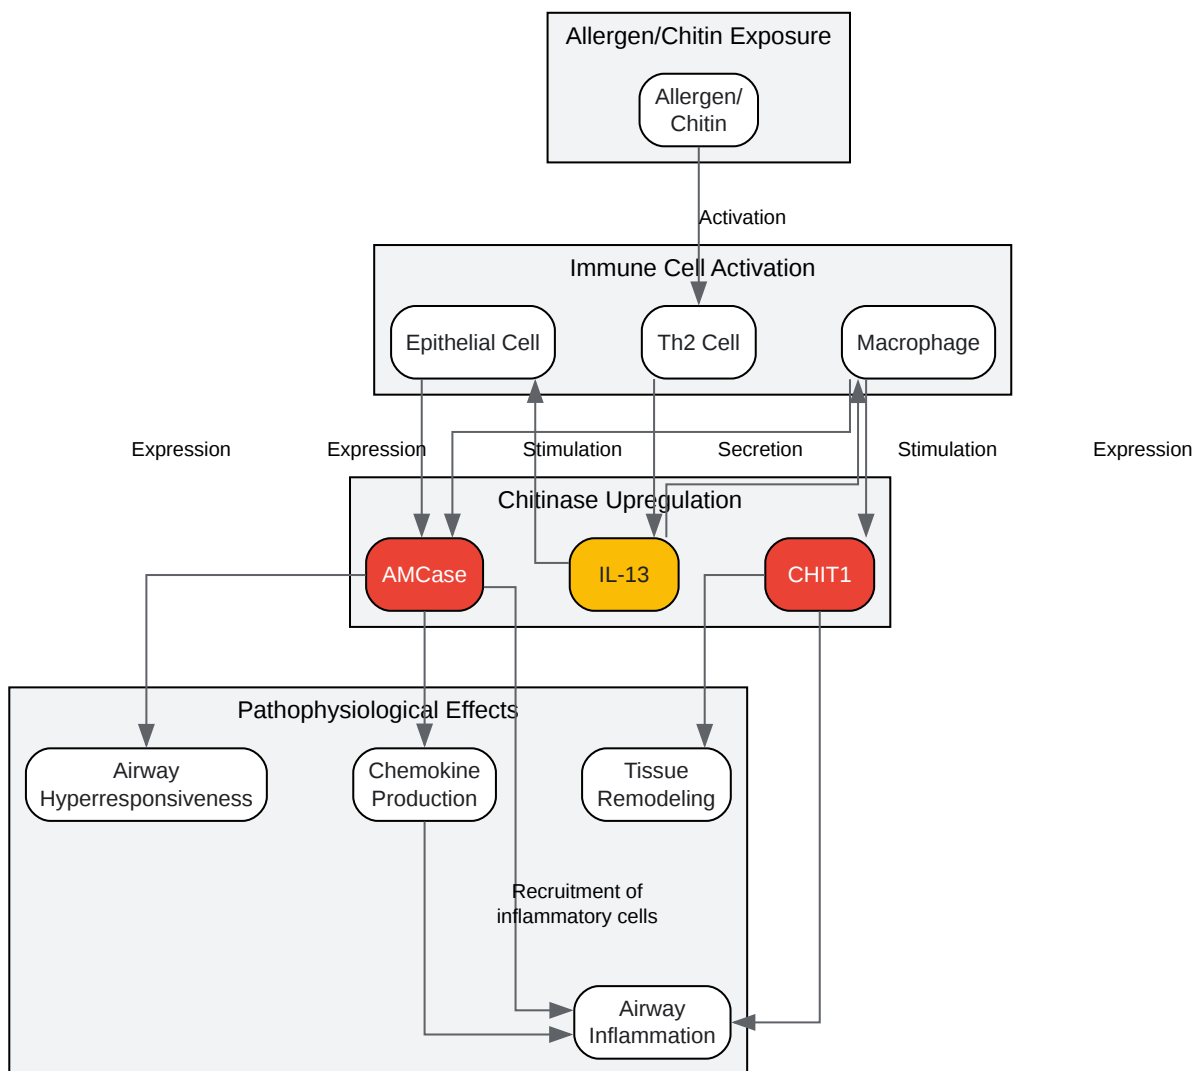 Allergen/Chitin Exposure
Allergen/
Chitin
Activation
Immune Cell Activation
Epithelial Cell
Th2 Cell
Macrophage
Expression
Expression
Stimulation
Secretion
Stimulation
Expression
Chitinase Upregulation
AMCase
IL-13
CHIT1
Pathophysiological Effects
Airway
Hyperresponsiveness
Chemokine
Production
Tissue
Remodeling
Recruitment of
inflammatory cells
Airway
Inflammation